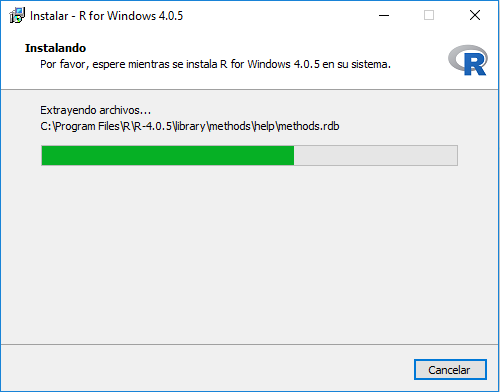 Instalar - R for Windows 4.0.5
Instalando
Por favor, espere mientras se instala R for Windows 4.0.5 en su sistema.
R
Extrayendo archivos...
C:\Program Files\R\R-4.0.5\library\methods\help\methods.rdb
Cancelar